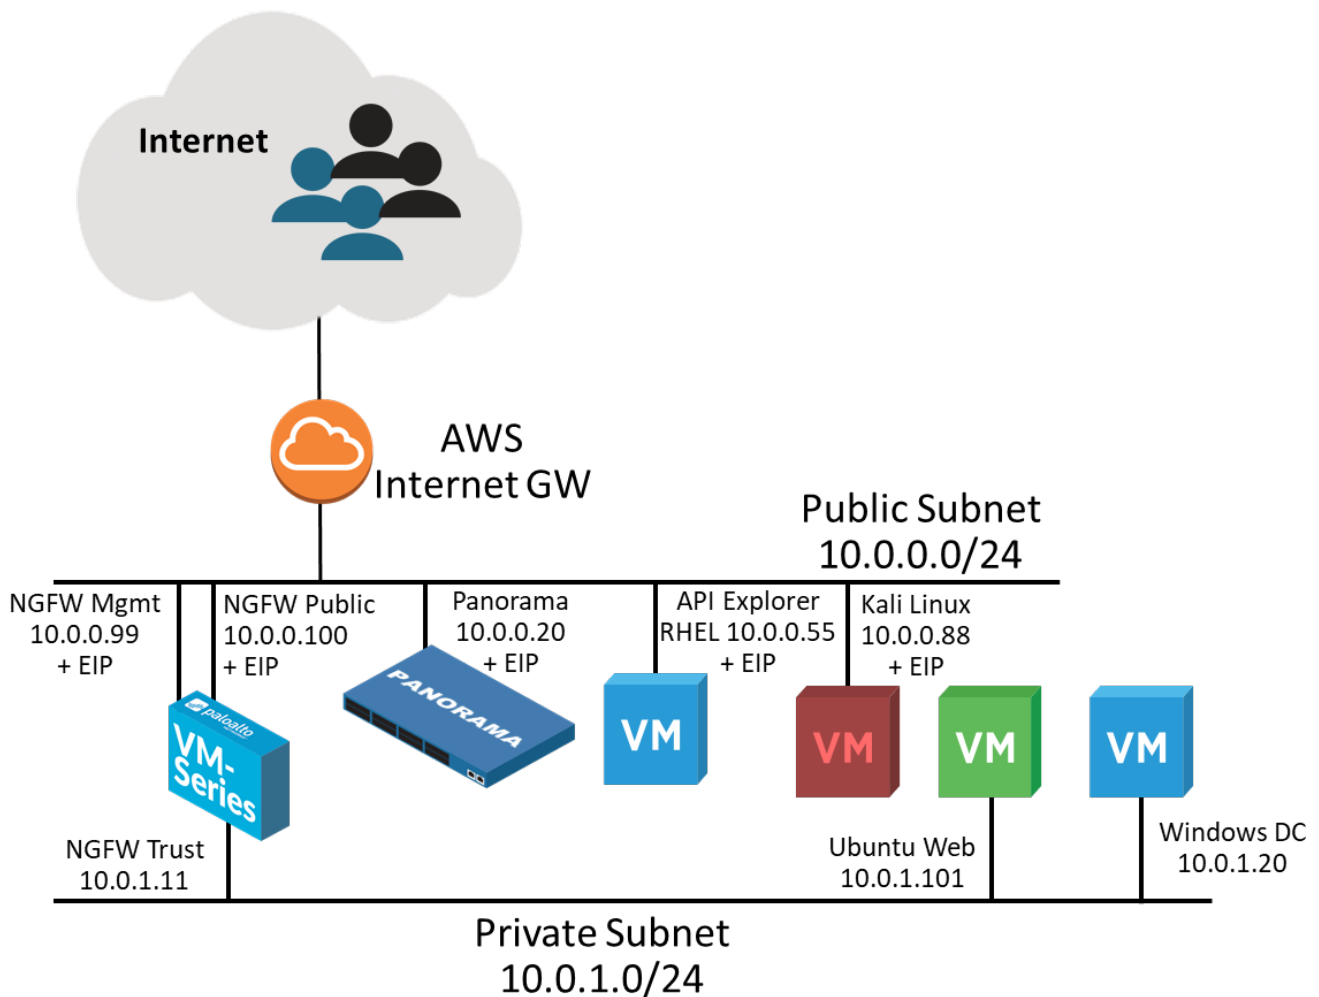 Internet
AWS
Internet GW
Public Subnet
10.0.0.0/24
NGFW Mgmt
10.0.0.99
+ EIP
NGFW Public
10.0.0.100
+ EIP
Panorama
10.0.0.20
+ EIP
API Explorer
RHEL 10.0.0.55
+ EIP
Kali Linux
10.0.0.88
+ EIP
paloalto
VM-
Series
PANORAMA
VM
VM
VM
VM
NGFW Trust
10.0.1.11
Ubuntu Web
10.0.1.101
Windows DC
10.0.1.20
Private Subnet
10.0.1.0/24